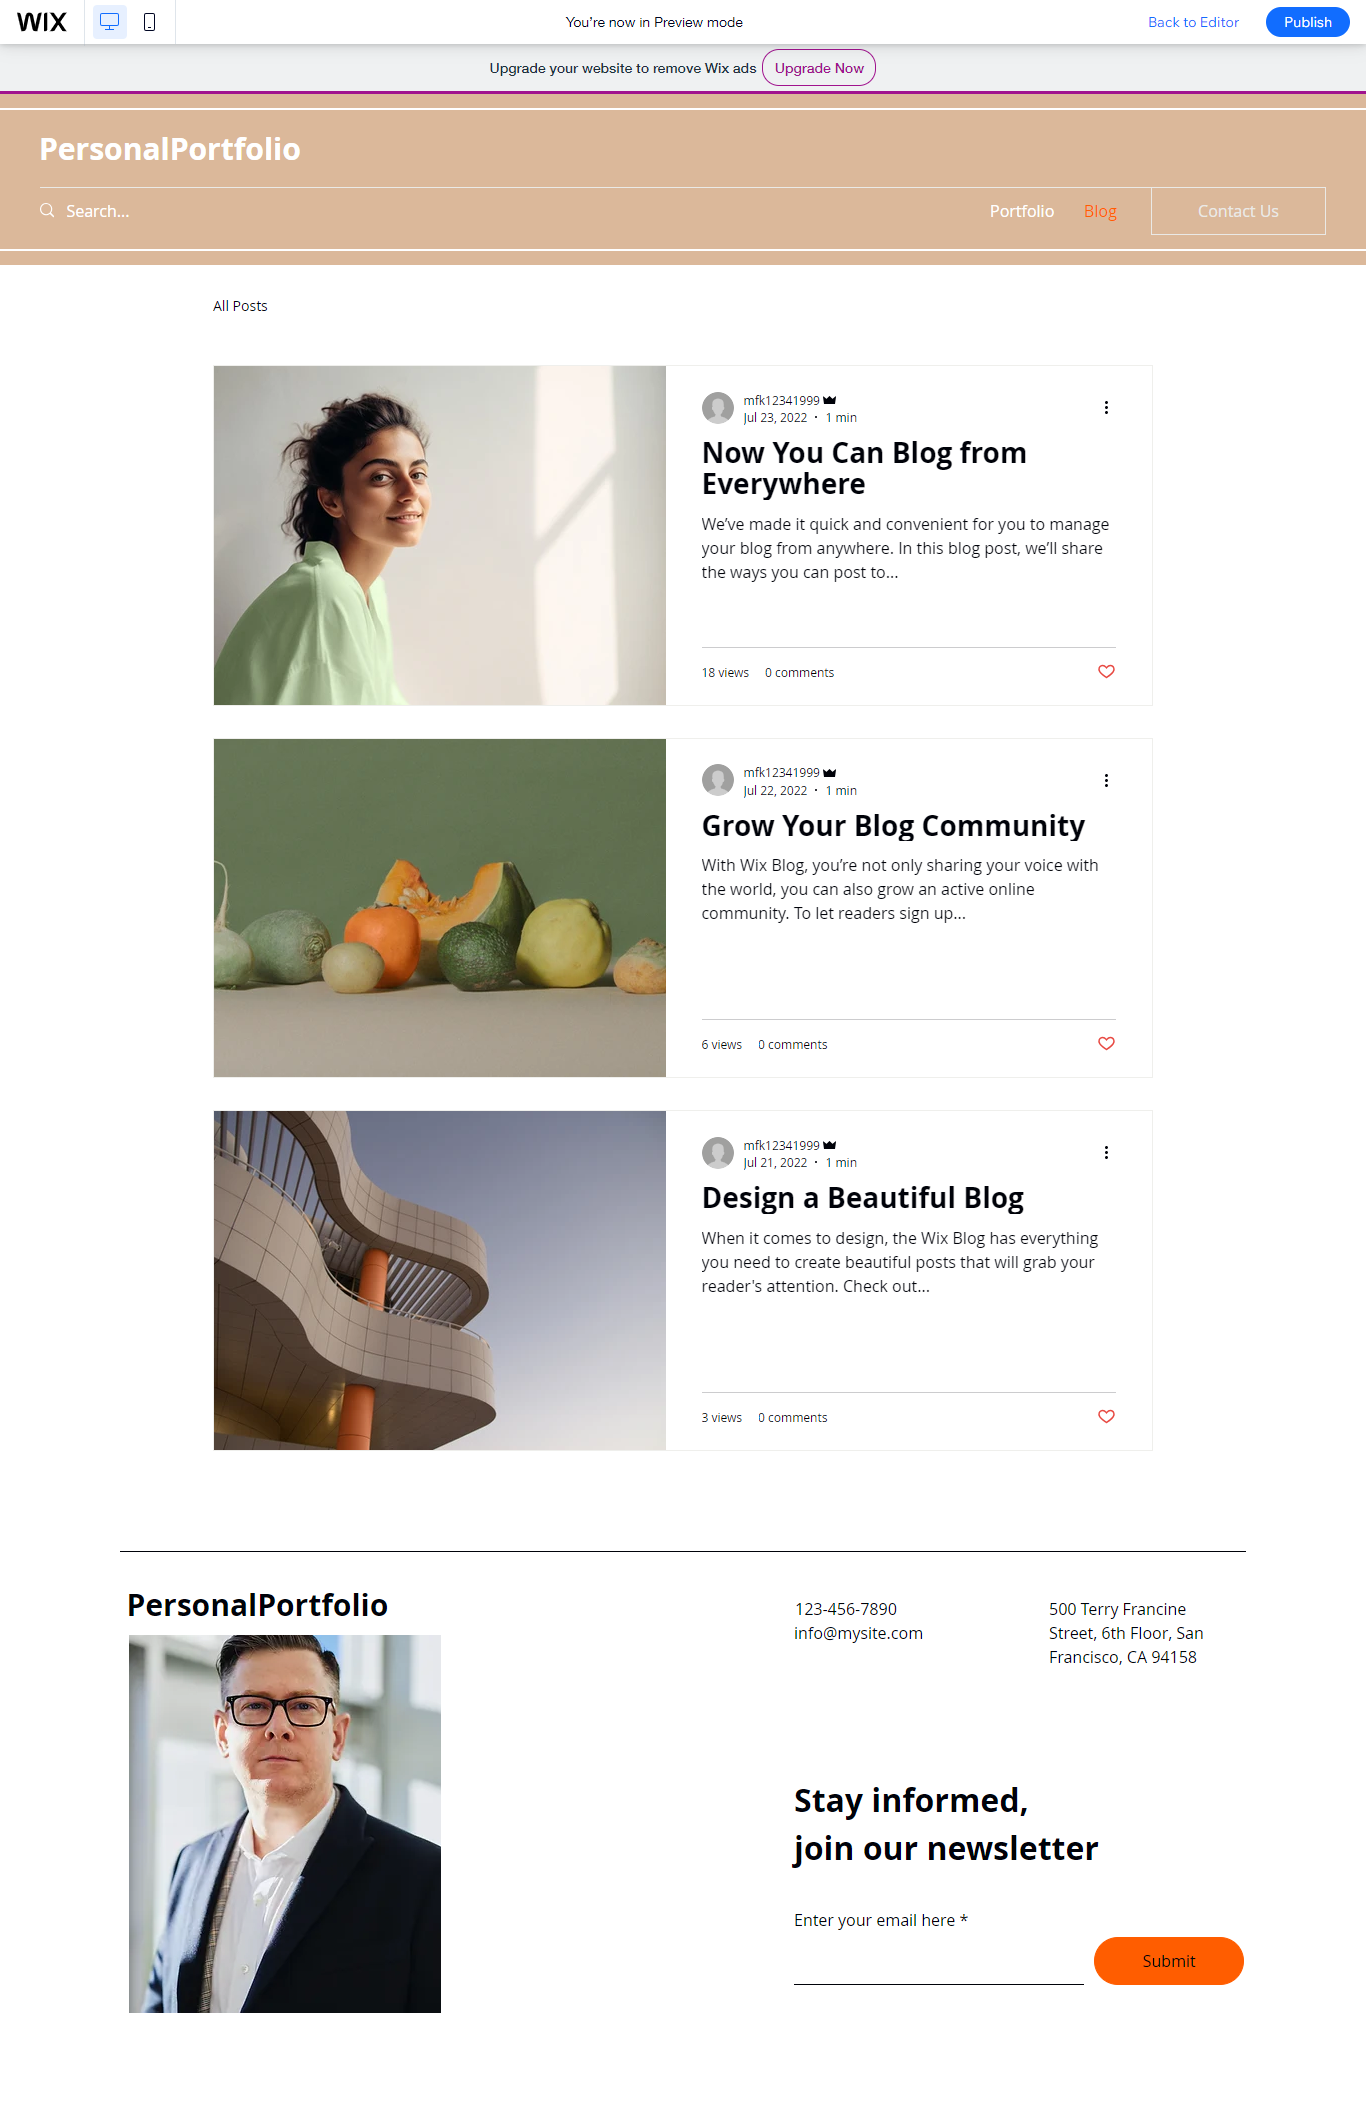 WIX
You're now in Preview mode
Back to Editor
Publish
Upgrade your website to remove Wix ads
Upgrade Now
PersonalPortfolio
Search...
Portfolio
Blog
Contact Us
All Posts
mfk12341999
Jul 23, 2022 · 1 min
Now You Can Blog from
Everywhere
We've made it quick and convenient for you to manage
your blog from anywhere. In this blog post, we'll share
the ways you can post to...
18 views
0 comments
mfk12341999
Jul 22, 2022 · 1 min
Grow Your Blog Community
With Wix Blog, you're not only sharing your voice with
the world, you can also grow an active online
community. To let readers sign up...
6 views
0 comments
mfk12341999
Jul 21, 2022 · 1 min
Design a Beautiful Blog
When it comes to design, the Wix Blog has everything
you need to create beautiful posts that will grab your
reader's attention. Check out...
3 views
0 comments
PersonalPortfolio
123-456-7890
info@mysite.com
500 Terry Francine
Street, 6th Floor, San
Francisco, CA 94158
Stay informed,
join our newsletter
Enter your email here *
Submit